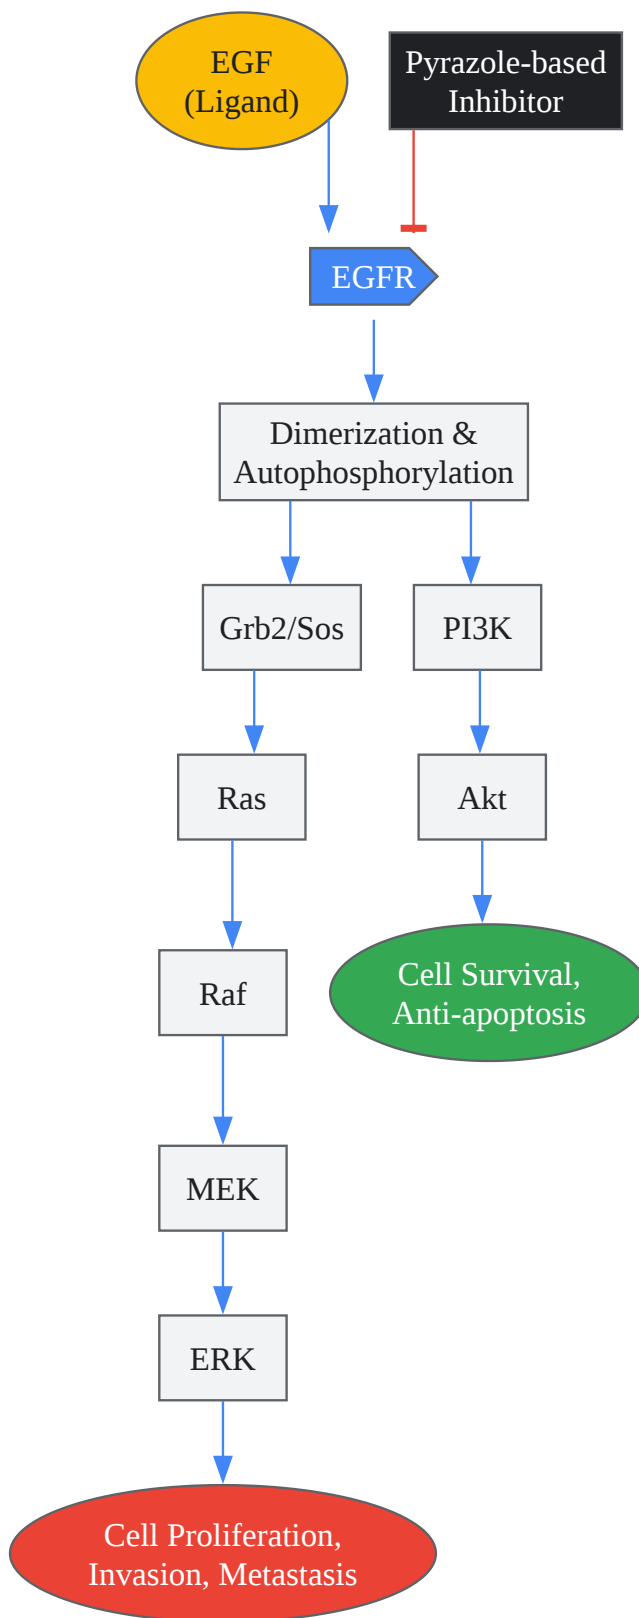 EGF
(Ligand)
Pyrazole-based
Inhibitor
EGFR
Dimerization &
Autophosphorylation
Grb2/Sos
PI3K
Ras
Akt
Raf
Cell Survival,
Anti-apoptosis
MEK
ERK
Cell Proliferation,
Invasion, Metastasis